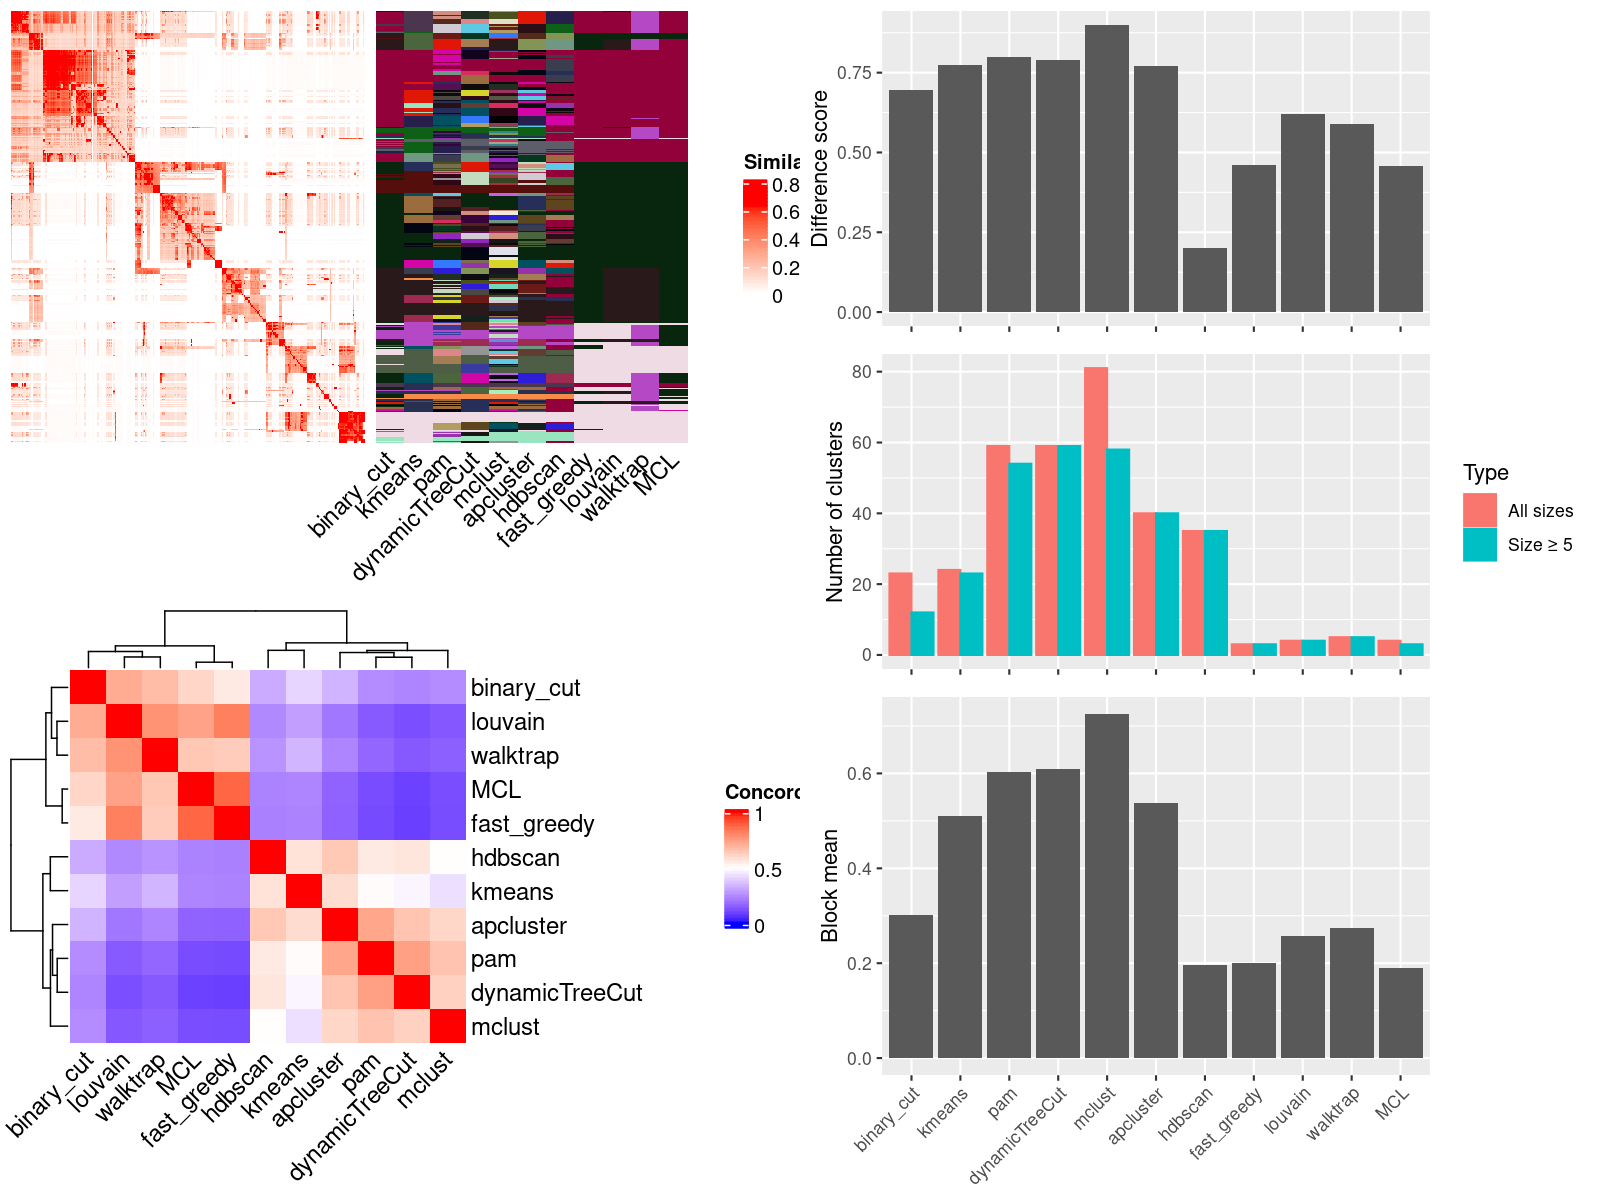 Simila
0.8
0.6
0.4
0.2
0
binary_cut
kmeans
pam
dynamicTreeCut
mclust
apcluster
hdbscan
fast_greedy
louvain
walktrap
MCL
binary_cut
louvain
walktrap
MCL
fast_greedy
hdbscan
kmeans
apcluster
pam
dynamicTreeCut
mclust
Concord
1
0.5
0
binary_cut
louvain
walktrap
MCL
fast_greedy
hdbscan
kmeans
apcluster
pam
dynamicTreeCut
mclust
Difference score
0.75
0.50
0.25
0.00
Number of clusters
80
60
40
20
0
Type
All sizes
Size ≥ 5
Block mean
0.6
0.4
0.2
0.0
binary_cut
kmeans
pam
dynamicTreeCut
mclust
apcluster
hdbscan
fast_greedy
louvain
walktrap
MCL